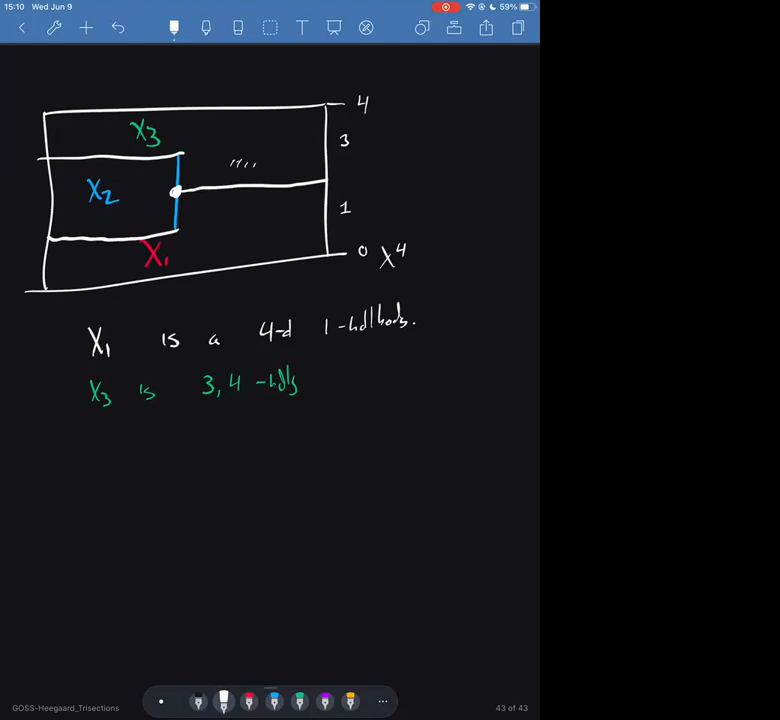 15:10 Wed Jun 9
59%
4
X3
3
X2
1
X1
0 X4
X1 is a 4-d 1-hdlbody.
X3 is 3,4-hdls
GOSS-Heegaard_Trisections
43 of 43